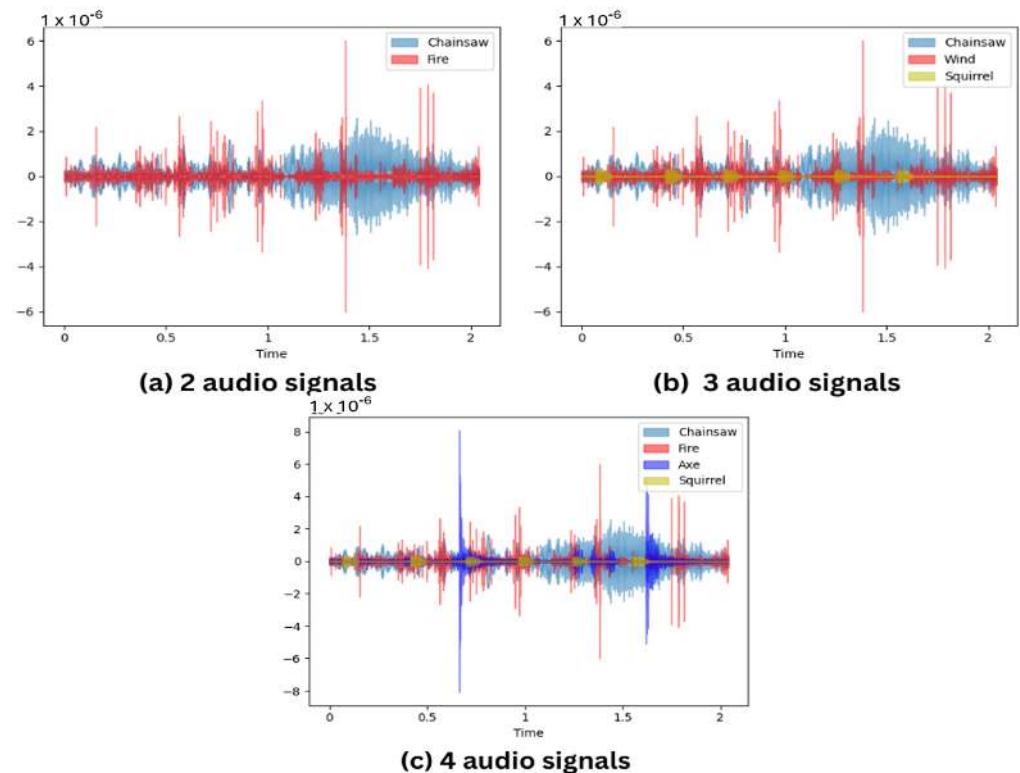 1 x 10-6
Chainsaw
Fire
6
4
2
0
−2
−4
−6
0 0.5 1 1.5 2
Time
(a) 2 audio signals
1 x 10-6
Chainsaw
Wind
Squirrel
6
4
2
0
−2
−4
−6
0 0.5 1 1.5 2
Time
(b) 3 audio signals
1 x 10-6
Chainsaw
Fire
Axe
Squirrel
8
6
4
2
0
−2
−4
−6
−8
0 0.5 1 1.5 2
Time
(c) 4 audio signals